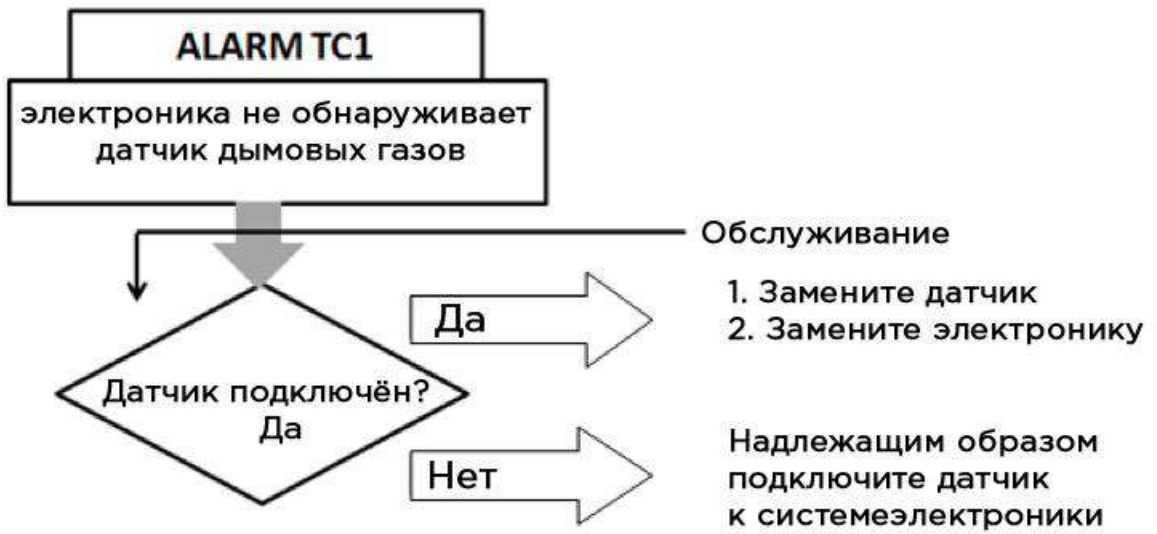 ALARM TC1
электроника не обнаруживает
датчик дымовых газов
Обслуживание
Да
1. Замените датчик
2. Замените электронику
Датчик подключён?
Да
Нет
Надлежащим образом
подключите датчик
к системеэлектроники